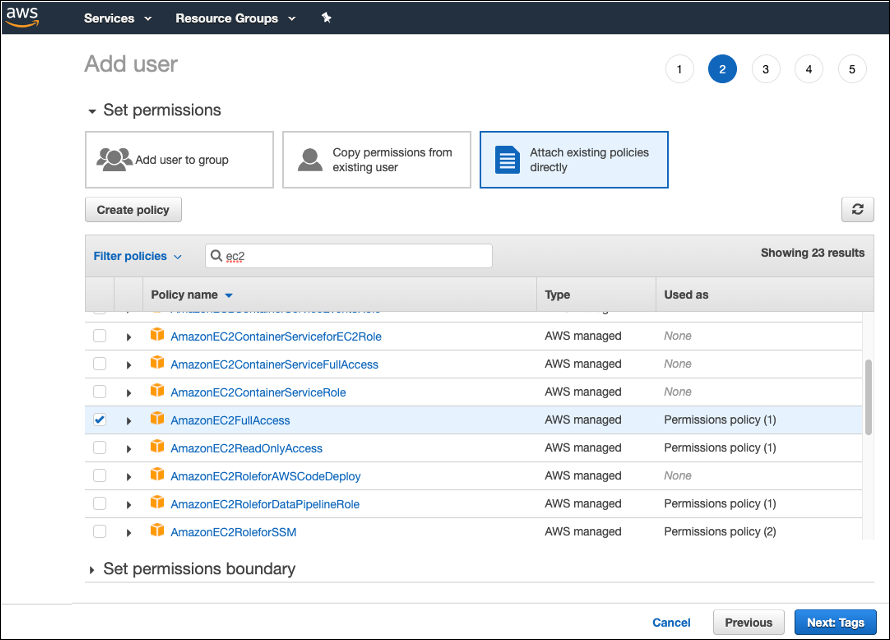 aws Services Resource Groups
Add user
1 2 3 4 5
Set permissions
Add user to group
Copy permissions from
existing user
Attach existing policies
directly
Create policy
Filter policies ec2 Showing 23 results
Policy name Type Used as
AmazonEC2ContainerServiceforEC2Role AWS managed None
AmazonEC2ContainerServiceFullAccess AWS managed None
AmazonEC2ContainerServiceRole AWS managed None
AmazonEC2FullAccess AWS managed Permissions policy (1)
AmazonEC2ReadOnlyAccess AWS managed Permissions policy (1)
AmazonEC2RoleforAWSCodeDeploy AWS managed None
AmazonEC2RoleforDataPipelineRole AWS managed Permissions policy (1)
AmazonEC2RoleforSSM AWS managed Permissions policy (2)
Set permissions boundary
Cancel Previous Next: Tags